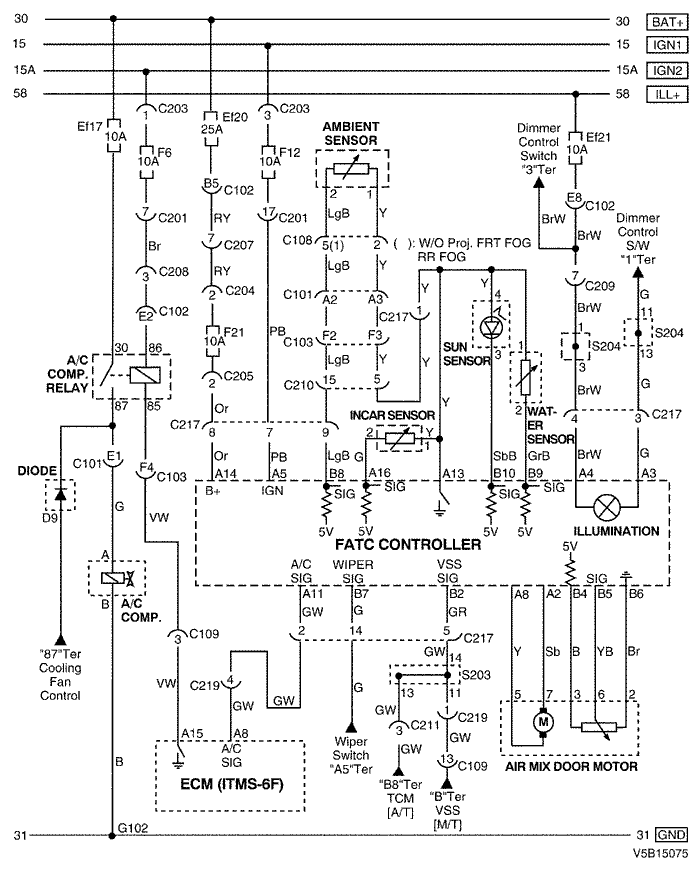 30 30 BAT+
15 15 IGN1
15A 15A IGN2
58 58 ILL+
C203 C203
1 3
Ef17 10A
F6 10A
Ef20 25A
F12 10A
AMBIENT SENSOR
Dimmer Control Switch "3"Ter
Ef21 10A
B5 C102
2 1
E8 C102
7 C201
17 C201
RY
LgB Y
BrW BrW
Dimmer Control S/W "1"Ter
Br
7 C207
C108 5(1) 2
( ): W/O Proj. FRT FOG
RR FOG
3 C208
RY
LgB Y
Y Y
7 C209
2 C204
C101 A2 A3
4
BrW G
E2 C102
F21 10A
PB
C217 1
11
S204
13
C103 F2 F3
SUN SENSOR
1
S204
3
30 86
A/C COMP. RELAY
LgB Y
Y
3
1
2 C205
C210 15 5
BrW G
87 85
Or
INCAR SENSOR
Y
2
WAT-ER SENSOR
C217 8 7 9
2 1
4 3 C217
C101 E1
F4 C103
Or PB LgB G Y SbB GrB BrW G
DIODE
A14 A5 B8 A16 A13 B10 B9 A4 A3
B+ IGN SIG SIG SIG SIG
D9
G VW
5V 5V 5V 5V
ILLUMINATION
FATC CONTROLLER
5V
A
A/C SIG
WIPER SIG
VSS SIG
SIG
B
A/C COMP.
A11 B7 B2 A8 A2 B4 B5 B6
GW G GR
"87"Ter Cooling Fan Control
3 C109
2 14 5 C217
Y Sb B YB Br
GW 14
S203
VW
C219 4
13 11
G
GW GW
GW
5 7 3 6 2
3 C211
C219
M
A15 A8
GW GW
A/C SIG
Wiper Switch "A5"Ter
13 C109
AIR MIX DOOR MOTOR
B
ECM (ITMS-6F)
"B8"Ter TCM [A/T]
"B"Ter VSS [M/T]
G102
31 31 GND
V5B15075